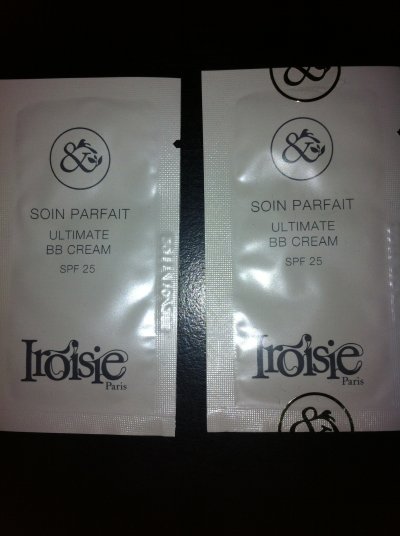 &
SOIN PARFAIT
ULTIMATE
BB CREAM
SPF 25
Iroisie
Paris
&
&
SOIN PARFAIT
ULTIMATE
BB CREAM
SPF 25
Iroisie
Paris
&